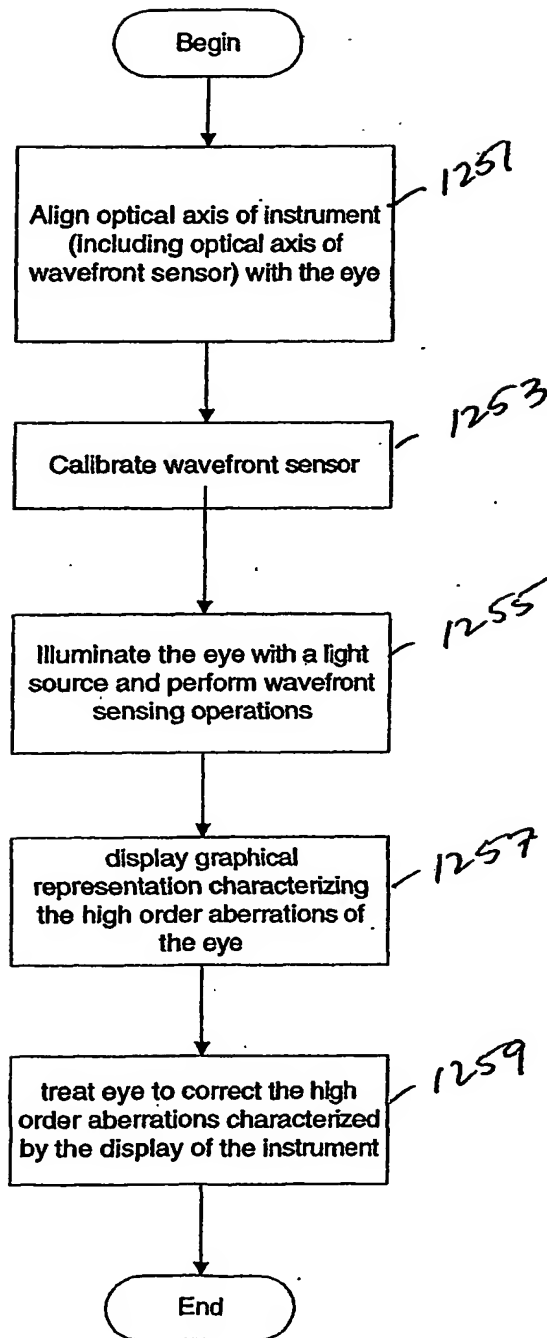 Begin
1251
Align optical axis of instrument
(including optical axis of
wavefront sensor) with the eye
1253
Calibrate wavefront sensor
1255
Illuminate the eye with a light
source and perform wavefront
sensing operations
1257
display graphical
representation characterizing
the high order aberrations of
the eye
1259
treat eye to correct the high
order aberrations characterized
by the display of the instrument
End